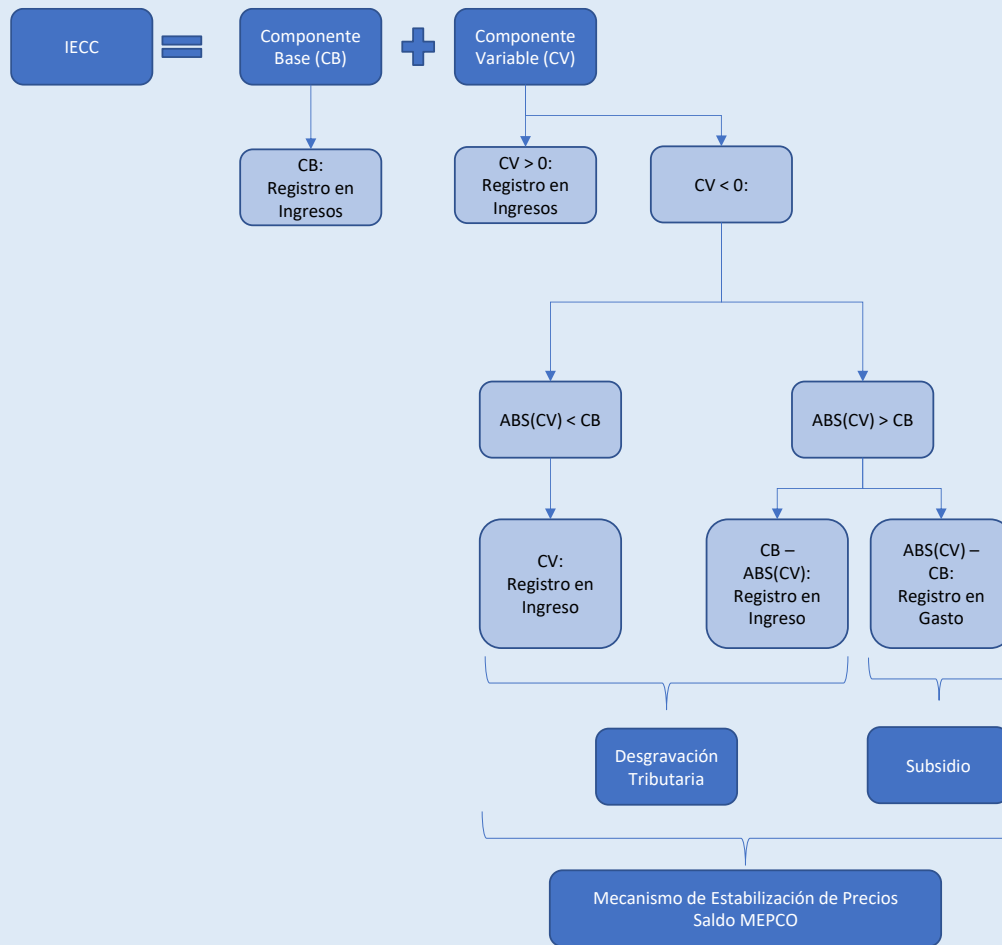 IECC
Componente
Base (CB)
Componente
Variable (CV)
CB:
Registro en
Ingresos
CV > 0:
Registro en
Ingresos
CV < 0:
ABS(CV) < CB
ABS(CV) > CB
CV:
Registro en
Ingreso
CB –
ABS(CV):
Registro en
Ingreso
ABS(CV) –
CB:
Registro en
Gasto
Desgravación
Tributaria
Subsidio
Mecanismo de Estabilización de Precios
Saldo MEPCO